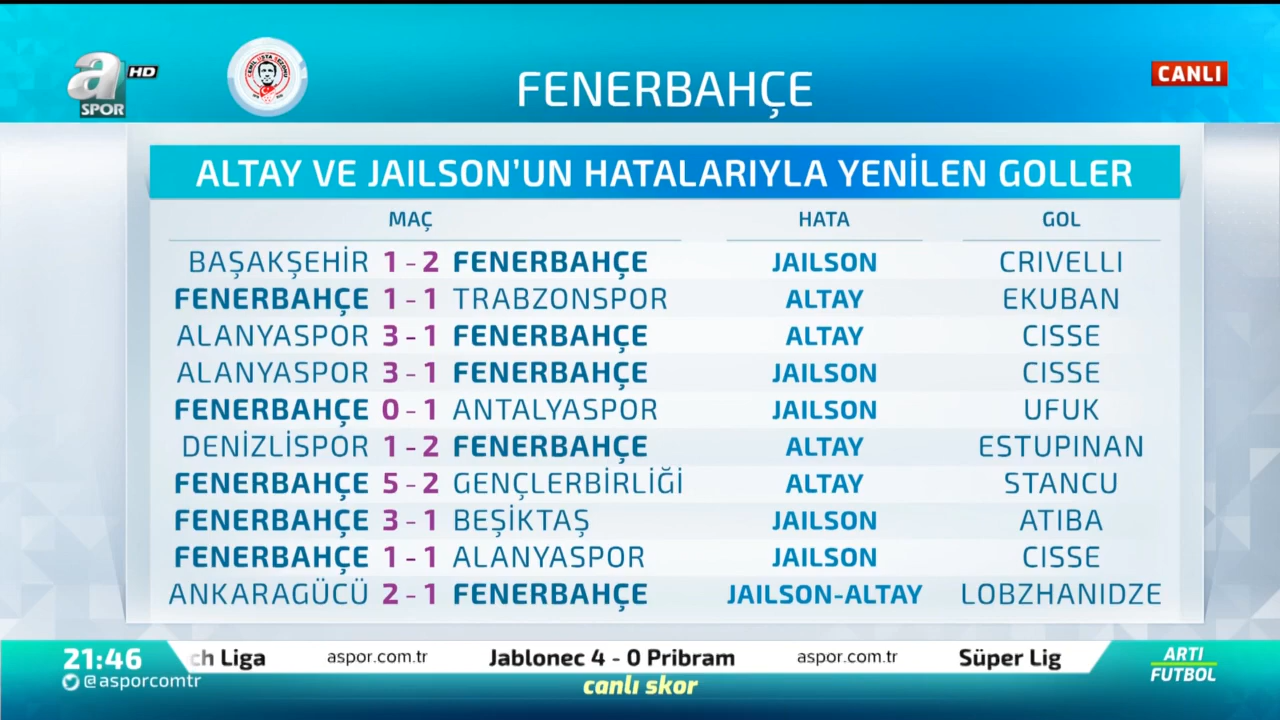 a HD
SPOR
FENERBAHÇE
CANLI
ALTAY VE JAILSON'UN HATALARIYLA YENİLEN GOLLER
MAÇ HATA GOL
BAŞAKŞEHİR 1 - 2 FENERBAHÇE JAILSON CRIVELLI
FENERBAHÇE 1 - 1 TRABZONSPOR ALTAY EKUBAN
ALANYASPOR 3 - 1 FENERBAHÇE ALTAY CISSE
ALANYASPOR 3 - 1 FENERBAHÇE JAILSON CISSE
FENERBAHÇE 0 - 1 ANTALYASPOR JAILSON UFUK
DENİZLİSPOR 1 - 2 FENERBAHÇE ALTAY ESTUPINAN
FENERBAHÇE 5 - 2 GENÇLERBİRLİĞİ ALTAY STANCU
FENERBAHÇE 3 - 1 BEŞİKTAŞ JAILSON ATIBA
FENERBAHÇE 1 - 1 ALANYASPOR JAILSON CISSE
ANKARAGÜCÜ 2 - 1 FENERBAHÇE JAILSON-ALTAY LOBZHANIDZE
21:46 ch Liga aspor.com.tr Jablonec 4 - 0 Pribram aspor.com.tr Süper Lig ARTI
@asporcomtr canlı skor FUTBOL